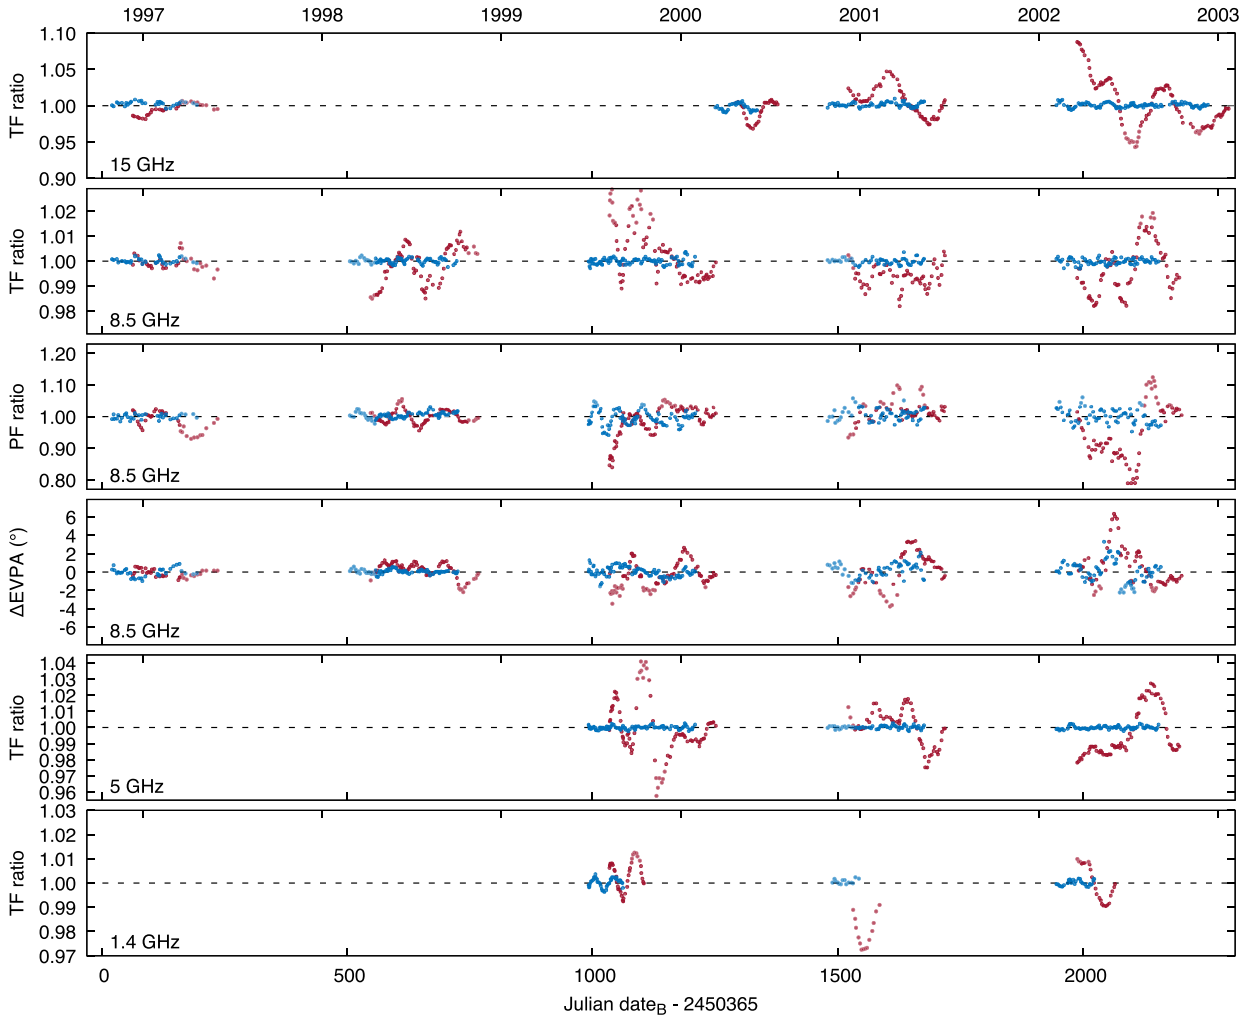 1997 1998 1999 2000 2001 2002 2003
1.10
1.05
1.00
0.95
0.90
TF ratio
15 GHz
1.02
1.01
1.00
0.99
0.98
TF ratio
8.5 GHz
1.20
1.10
1.00
0.90
0.80
PF ratio
8.5 GHz
6
4
2
0
-2
-4
-6
ΔEVPA (°)
8.5 GHz
1.04
1.03
1.02
1.01
1.00
0.99
0.98
0.97
0.96
TF ratio
5 GHz
1.03
1.02
1.01
1.00
0.99
0.98
0.97
TF ratio
1.4 GHz
0 500 1000 1500 2000
Julian date_B - 2450365